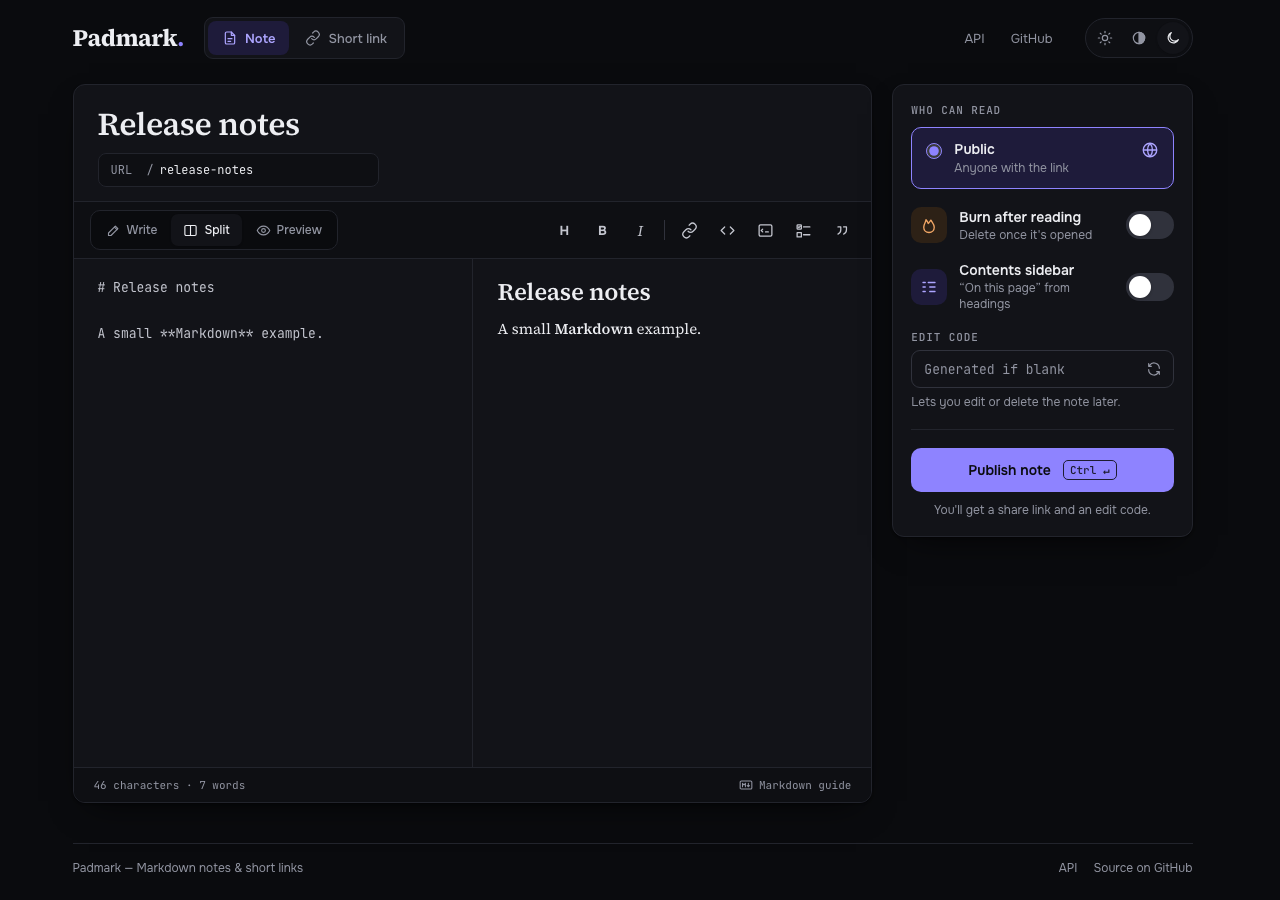 Padmark.
Note
Short link
API
GitHub
Release notes
URL / release-notes
Write
Split
Preview
H
B
I
# Release notes
A small **Markdown** example.
Release notes
A small Markdown example.
46 characters · 7 words
Markdown guide
WHO CAN READ
Public
Anyone with the link
Burn after reading
Delete once it's opened
Contents sidebar
“On this page” from
headings
EDIT CODE
Generated if blank
Lets you edit or delete the note later.
Publish note Ctrl ↵
You'll get a share link and an edit code.
Padmark — Markdown notes & short links
API
Source on GitHub